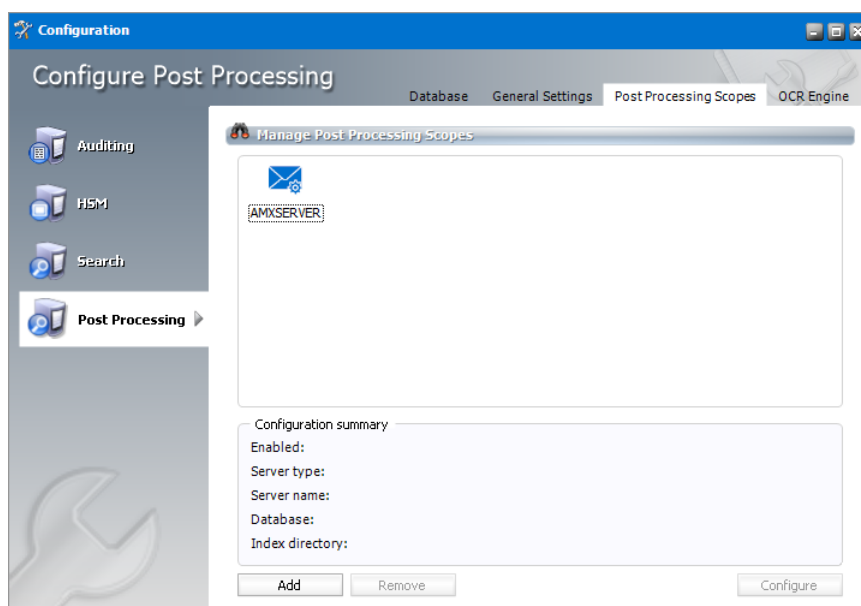 Configuration
Configure Post Processing
Database General Settings Post Processing Scopes OCR Engine
Auditing
HSM
Search
Post Processing
Manage Post Processing Scopes
AMXSERVER
Configuration summary
Enabled:
Server type:
Server name:
Database:
Index directory:
Add Remove Configure